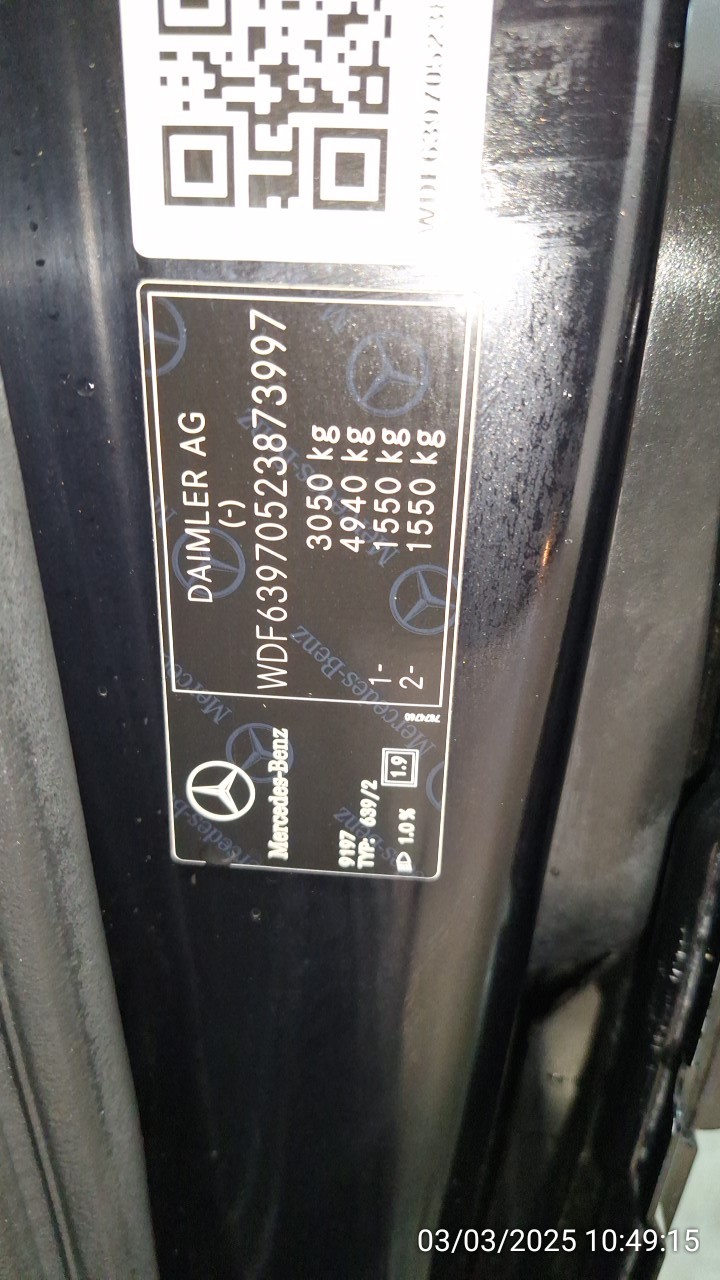 WDF63970523
DAIMLER AG
(-)
WDF63970523873997
3050 kg
4940 kg
1- 1550 kg
2- 1550 kg
Mercedes-Benz
9197
TYP: 639/2
1.0 %
1.9
03/03/2025 10:49:15